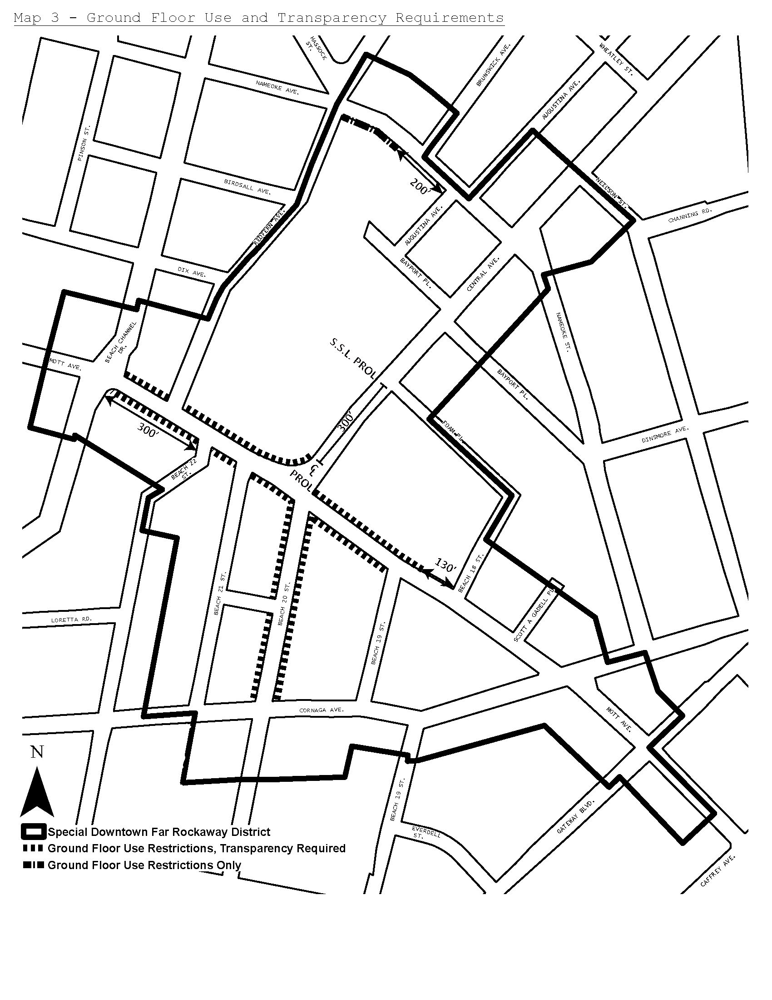 Map 3 - Ground Floor Use and Transparency Requirements
HASSOCK
ST.
WHEATLEY ST.
BRUNSWICK AVE.
NAMEOKE AVE.
AUGUSTINA AVE.
PINSON ST.
BIRDSALL AVE.
200'
NEILSON ST.
REDFERN AVE.
AUGUSTINA AVE.
CHANNING RD.
DIX AVE.
BAYPORT PL.
CENTRAL AVE.
NAMEOKE ST.
BEACH CHANNEL
DR.
S.S.L. PROL.
MOTT AVE.
BAYPORT PL.
300'
300'
FOAM PL.
DINSMORE AVE.
BEACH 22
ST.
CL
PROL.
130'
BEACH 18 ST.
BEACH 21 ST.
BEACH 20 ST.
SCOTT A GADELL PL.
LORETTA RD.
BEACH 19 ST.
CORNAGA AVE.
MOTT AVE.
N
BEACH 19 ST.
GATEWAY BLVD.
EVERDELL
ST.
CAFFREY AVE.
Special Downtown Far Rockaway District
Ground Floor Use Restrictions, Transparency Required
Ground Floor Use Restrictions Only